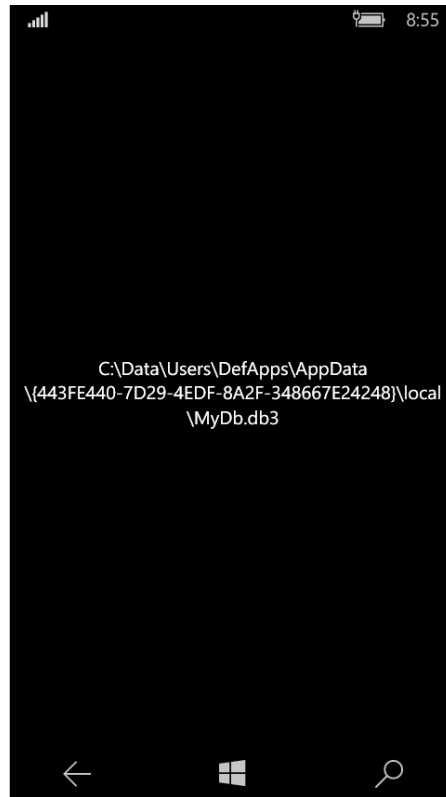 8:55
C:\Data\Users\DefApps\AppData
\{443FE440-7D29-4EDF-8A2F-348667E24248}\local
\MyDb.db3